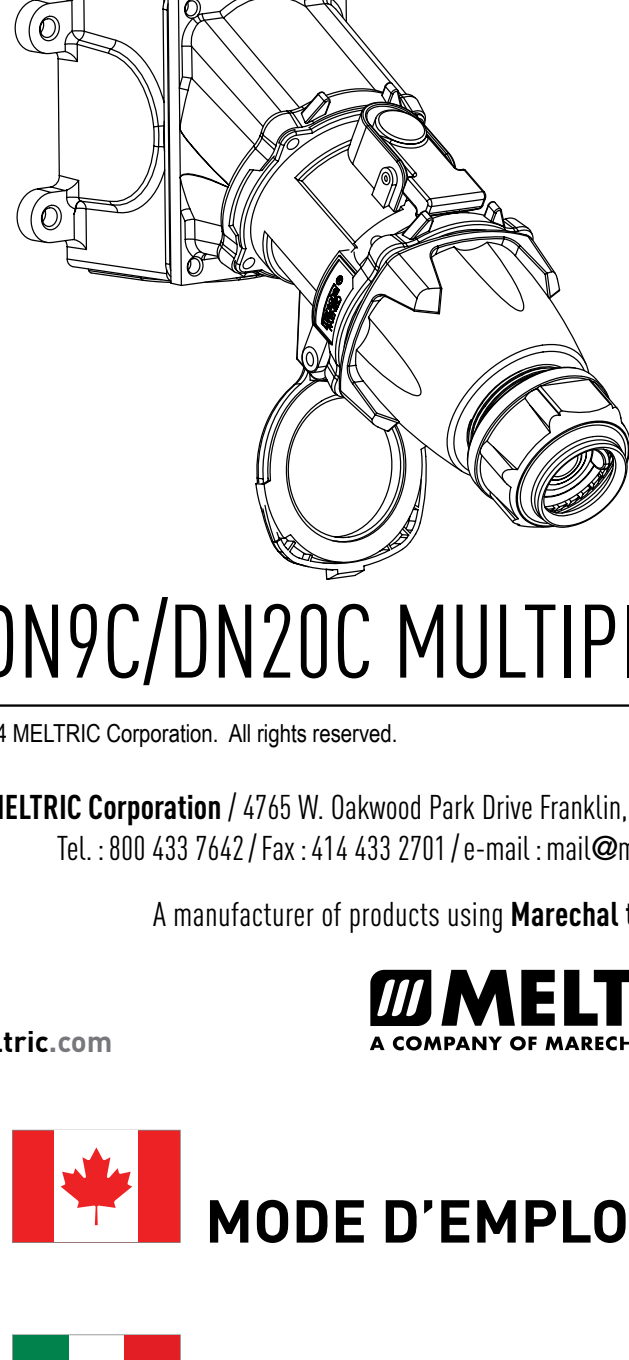 DN9C/DN20C MULTIPI
4 MELTRIC Corporation. All rights reserved.
MELTRIC Corporation / 4765 W. Oakwood Park Drive Franklin,
Tel. : 800 433 7642 / Fax : 414 433 2701 / e-mail : mail@m
A manufacturer of products using Marechal t
MELT
A COMPANY OF MARECH
ltric.com
MODE D'EMPLO